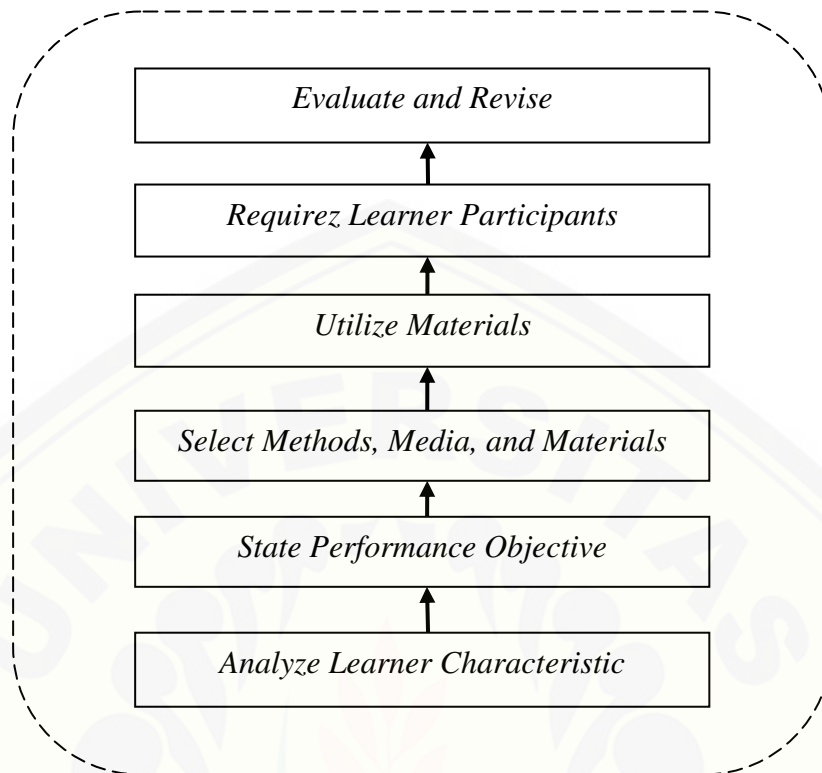 Evaluate and Revise
Requirez Learner Participants
Utilize Materials
Select Methods, Media, and Materials
State Performance Objective
Analyze Learner Characteristic
UNIVERSITAS